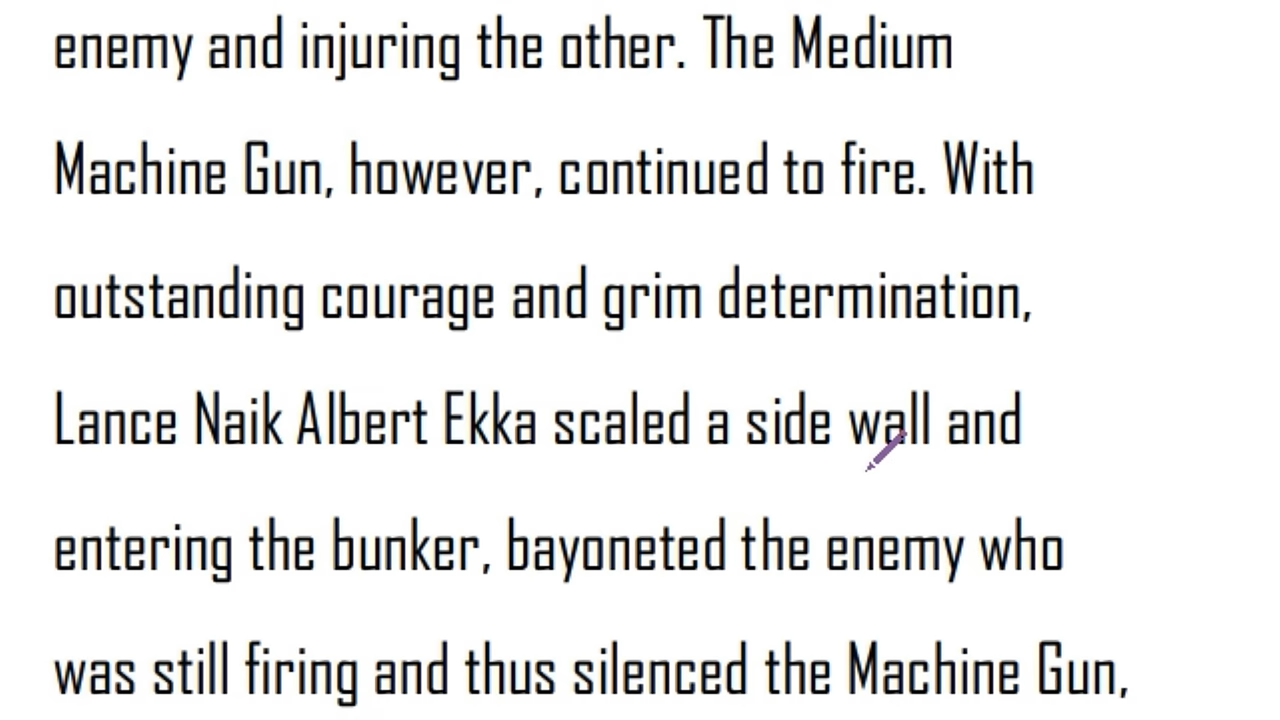 enemy and injuring the other. The Medium
Machine Gun, however, continued to fire. With
outstanding courage and grim determination,
Lance Naik Albert Ekka scaled a side wall and
entering the bunker, bayoneted the enemy who
was still firing and thus silenced the Machine Gun,